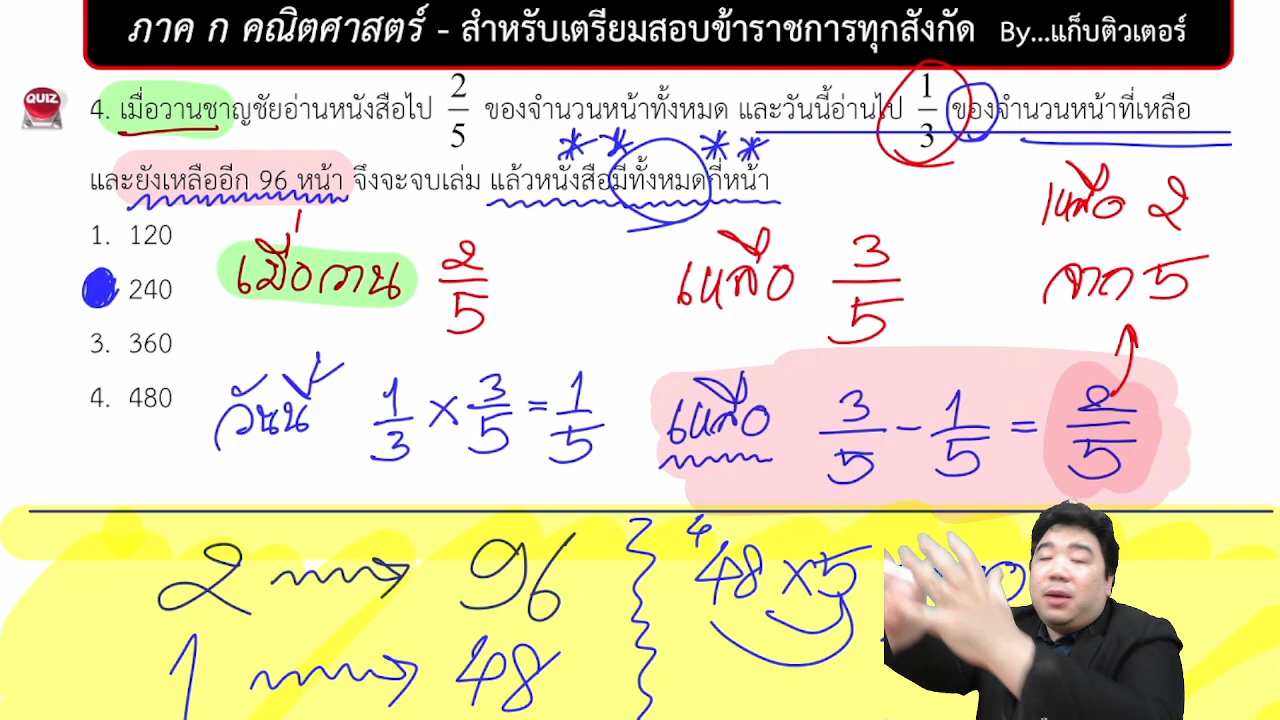 ภาค ก คณิตศาสตร์ - สำหรับเตรียมสอบข้าราชการทุกสังกัด By...แก็บติวเตอร์
QUIZ
4. เมื่อวานชาญชัยอ่านหนังสือไป 2/5 ของจำนวนหน้าทั้งหมด และวันนี้อ่านไป 1/3 ของจำนวนหน้าที่เหลือ
และยังเหลืออีก 96 หน้า จึงจะจบเล่ม แล้วหนังสือมีทั้งหมดกี่หน้า
1. 120
240
3. 360
4. 480
เมื่อวาน 2/5 เหลือ 3/5
เหลือ 2
จาก 5
วันนี้ 1/3 × 3/5 = 1/5 เหลือ 3/5 - 1/5 = 2/5
2 → 96
1 → 48
4
48 × 5